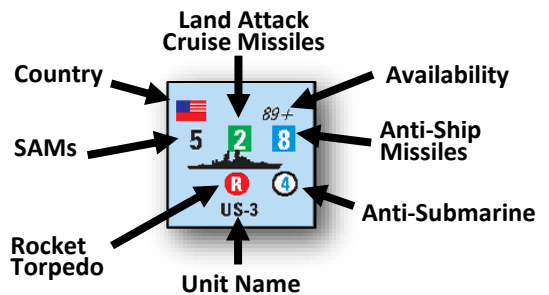 Land Attack
Cruise Missiles
Country
Availability
89+
SAMs
5 2 8
Anti-Ship
Missiles
R 4
US-3
Anti-Submarine
Rocket
Torpedo
Unit Name